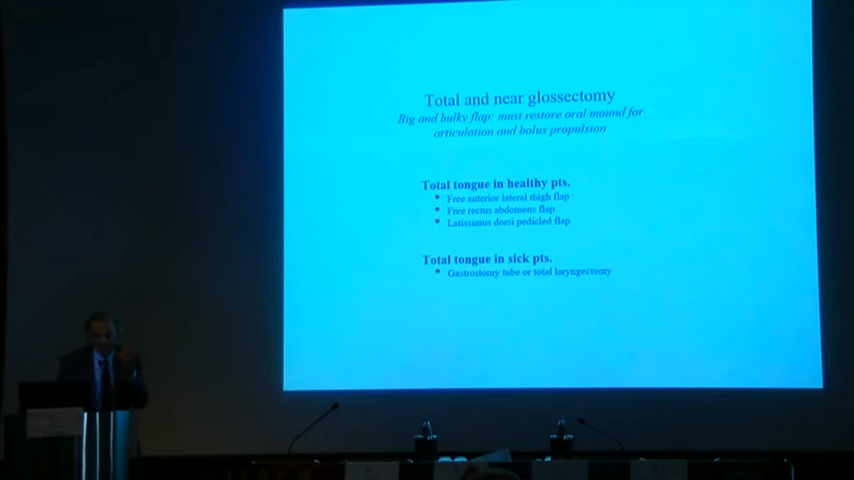 Total and near glossectomy
Big and bulky flap: must restore oral mound for
articulation and bolus propulsion
Total tongue in healthy pts.
• Free anterior lateral thigh flap
• Free rectus abdomens flap
• Latissimus dorsi pedicled flap
Total tongue in sick pts.
• Gastrostomy tube or total laryngectomy